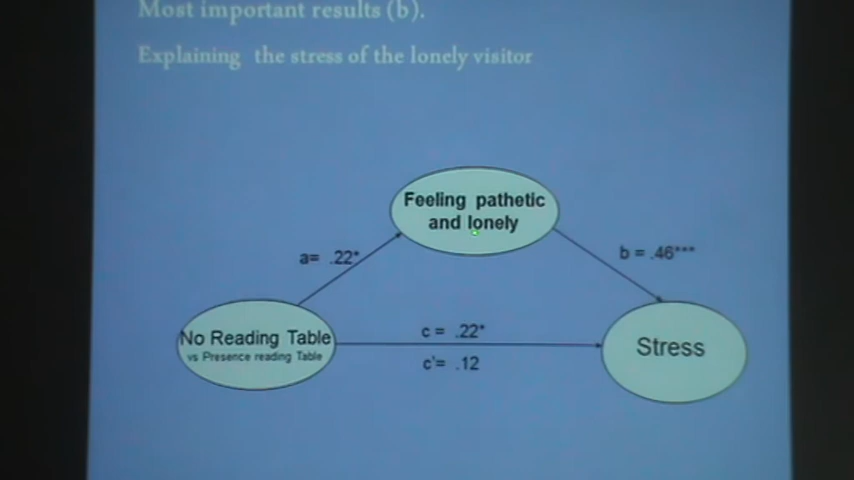 Most important results (b).
Explaining the stress of the lonely visitor
Feeling pathetic
and lonely
a= .22*
b = .46***
No Reading Table
vs Presence reading Table
c = .22*
c'= .12
Stress